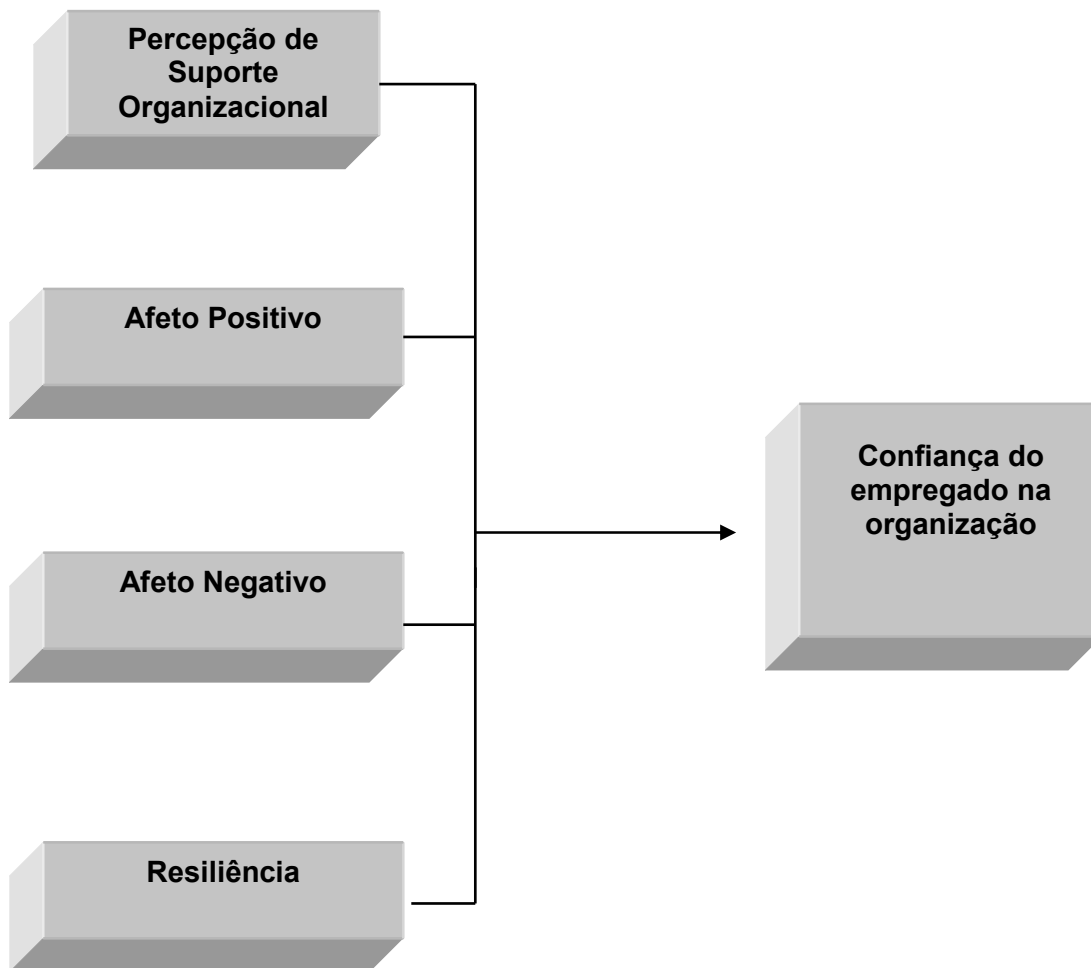 Percepção de
Suporte
Organizacional
Afeto Positivo
Confiança do
empregado na
organização
Afeto Negativo
Resiliência